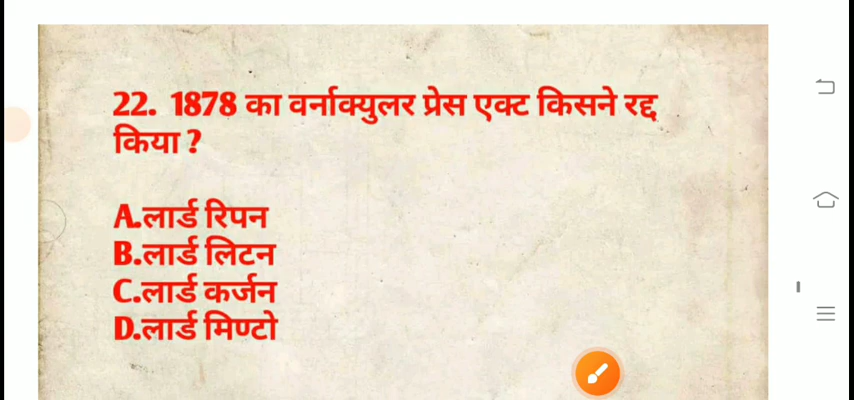 22. 1878 का वर्नाक्युलर प्रेस एक्ट किसने रद्द
किया ?
A.लार्ड रिपन
B.लार्ड लिटन
C.लार्ड कर्जन
D.लार्ड मिण्टो